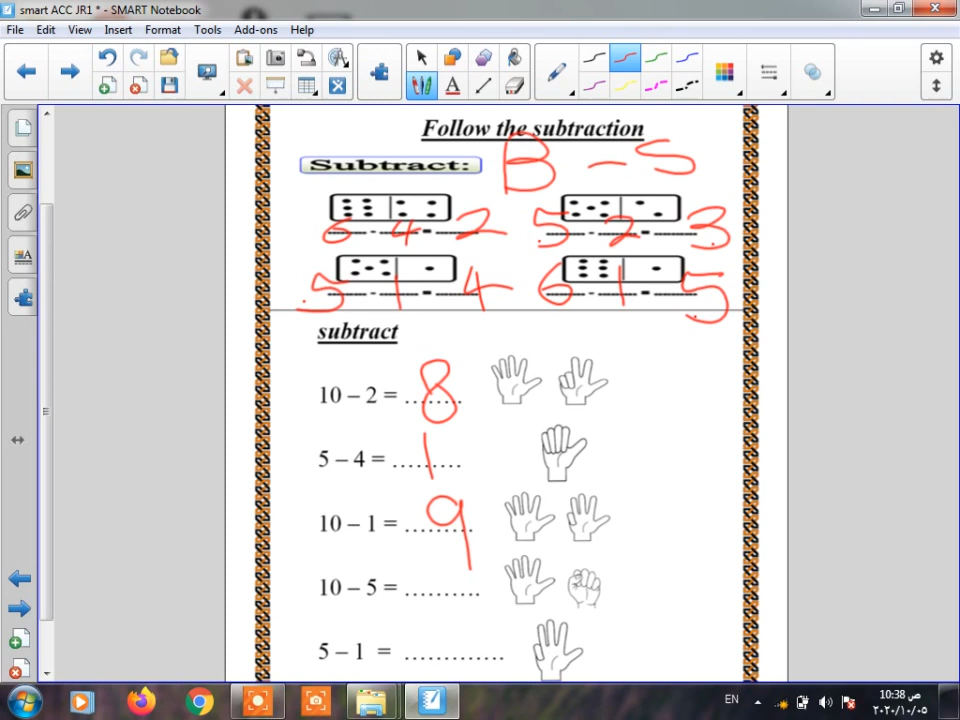 smart ACC JR1 * - SMART Notebook
File Edit View Insert Format Tools Add-ons Help
Follow the subtraction
Subtract: B - S
6 - 4 = 2 5 - 2 = 3
5 - 1 = 4 6 - 1 = 5
subtract
10 – 2 = ........ 8
5 – 4 = ......... 1
10 – 1 = ......... 9
10 – 5 = ..........
5 – 1 = .............
EN
10:38 ص
٢٠٢٠/١٠/٠٥